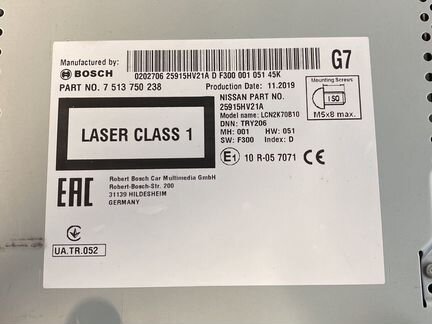 Manufactured by:
BOSCH
0202706 25915HV21A D F300 001 051 45K
G7
PART NO. 7 513 750 238
Production Date: 11.2019
NISSAN PART NO.
25915HV21A
Model name: LCN2K70B10
DNN: TRY206
MH: 001 HW: 051
SW: F300 Index: D
Mounting Screws
ISO
M5x8 max.
LASER CLASS 1
E1 10 R-05 7071 CE
EAC
Robert Bosch Car Multimedia GmbH
Robert-Bosch-Str. 200
31139 HILDESHEIM
GERMANY
UA.TR.052